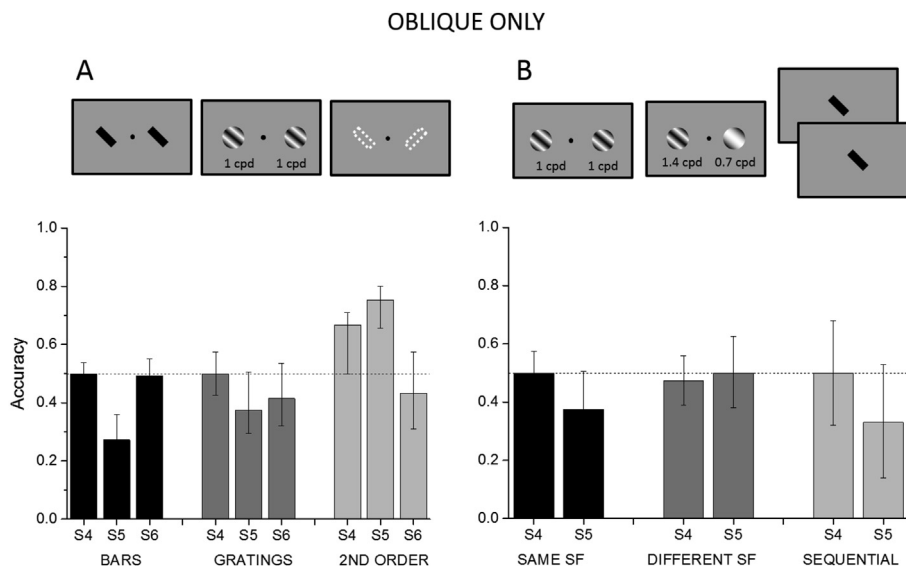 OBLIQUE ONLY
A
1 cpd 1 cpd
Accuracy
1.0
0.8
0.6
0.4
0.2
0.0
S4 S5 S6 S4 S5 S6 S4 S5 S6
BARS GRATINGS 2ND ORDER
B
1 cpd 1 cpd 1.4 cpd 0.7 cpd
1.0
0.8
0.6
0.4
0.2
0.0
S4 S5 S4 S5 S4 S5
SAME SF DIFFERENT SF SEQUENTIAL